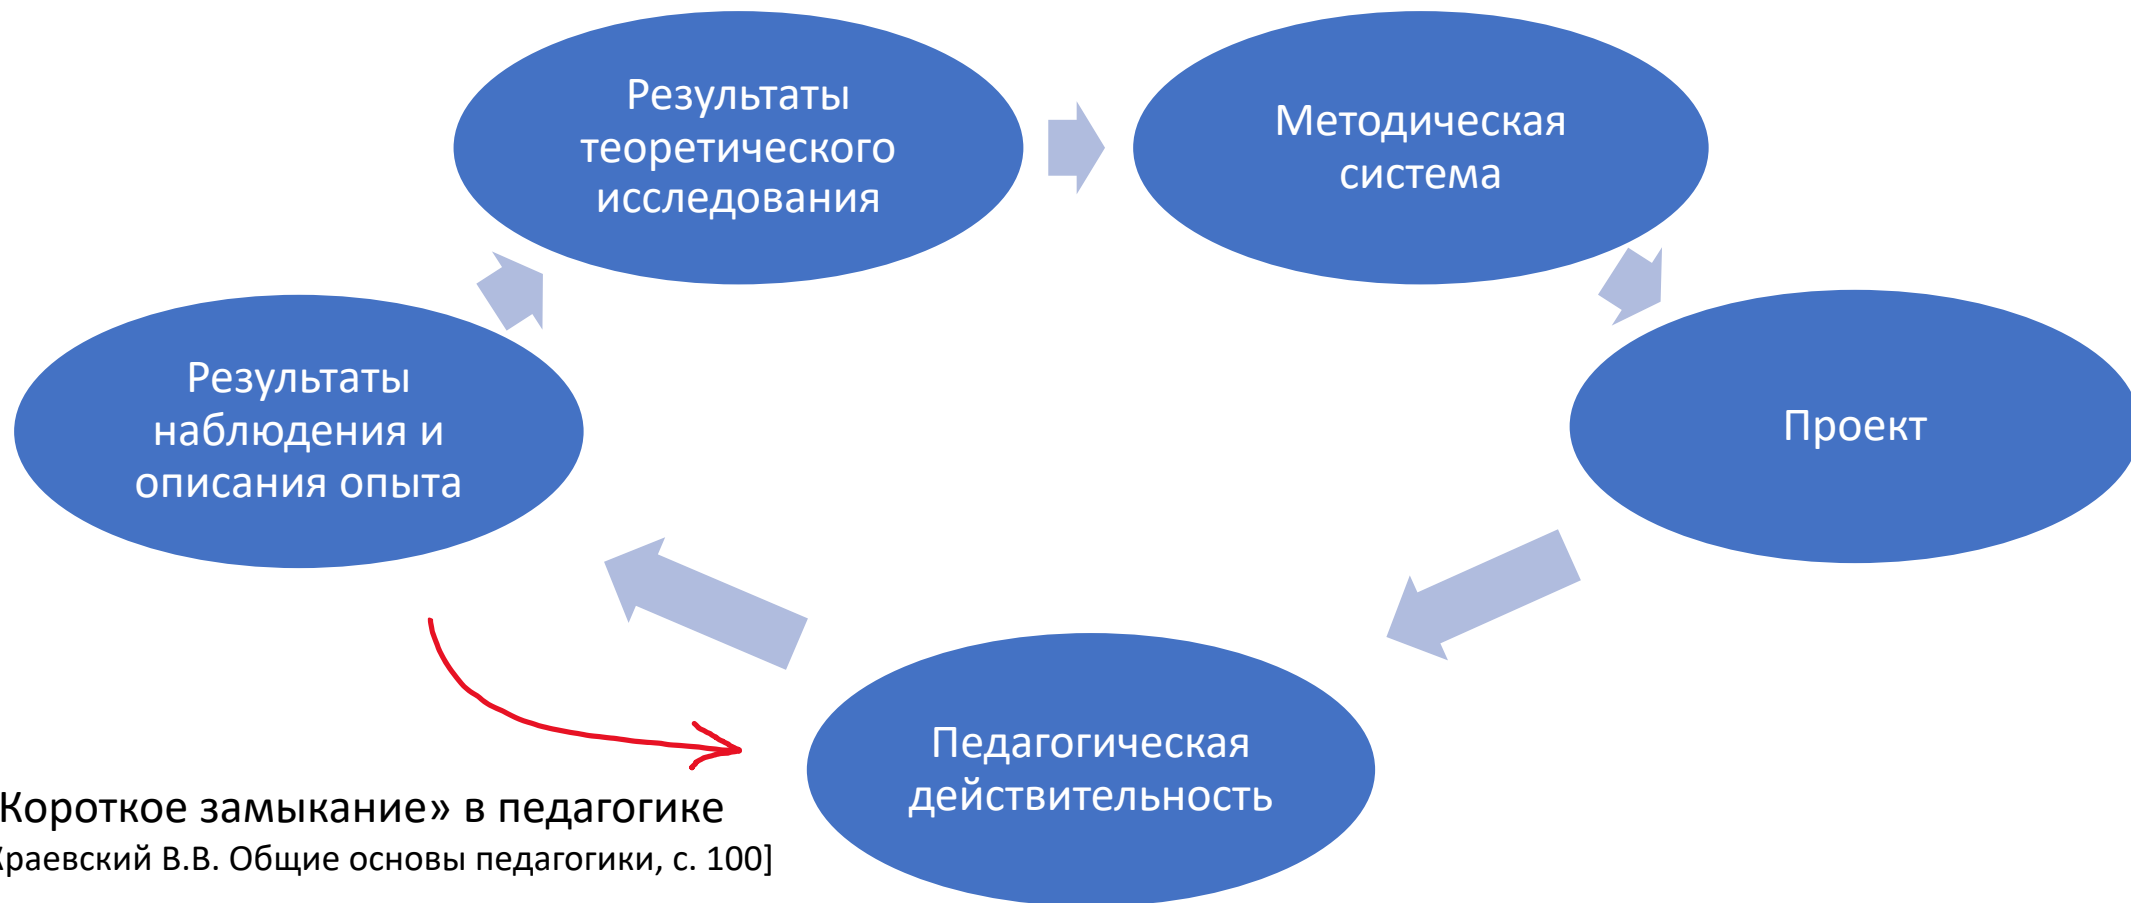 Результаты
теоретического
исследования
Методическая
система
Результаты
наблюдения и
описания опыта
Проект
Педагогическая
действительность
Короткое замыкание» в педагогике
Краевский В.В. Общие основы педагогики, с. 100]